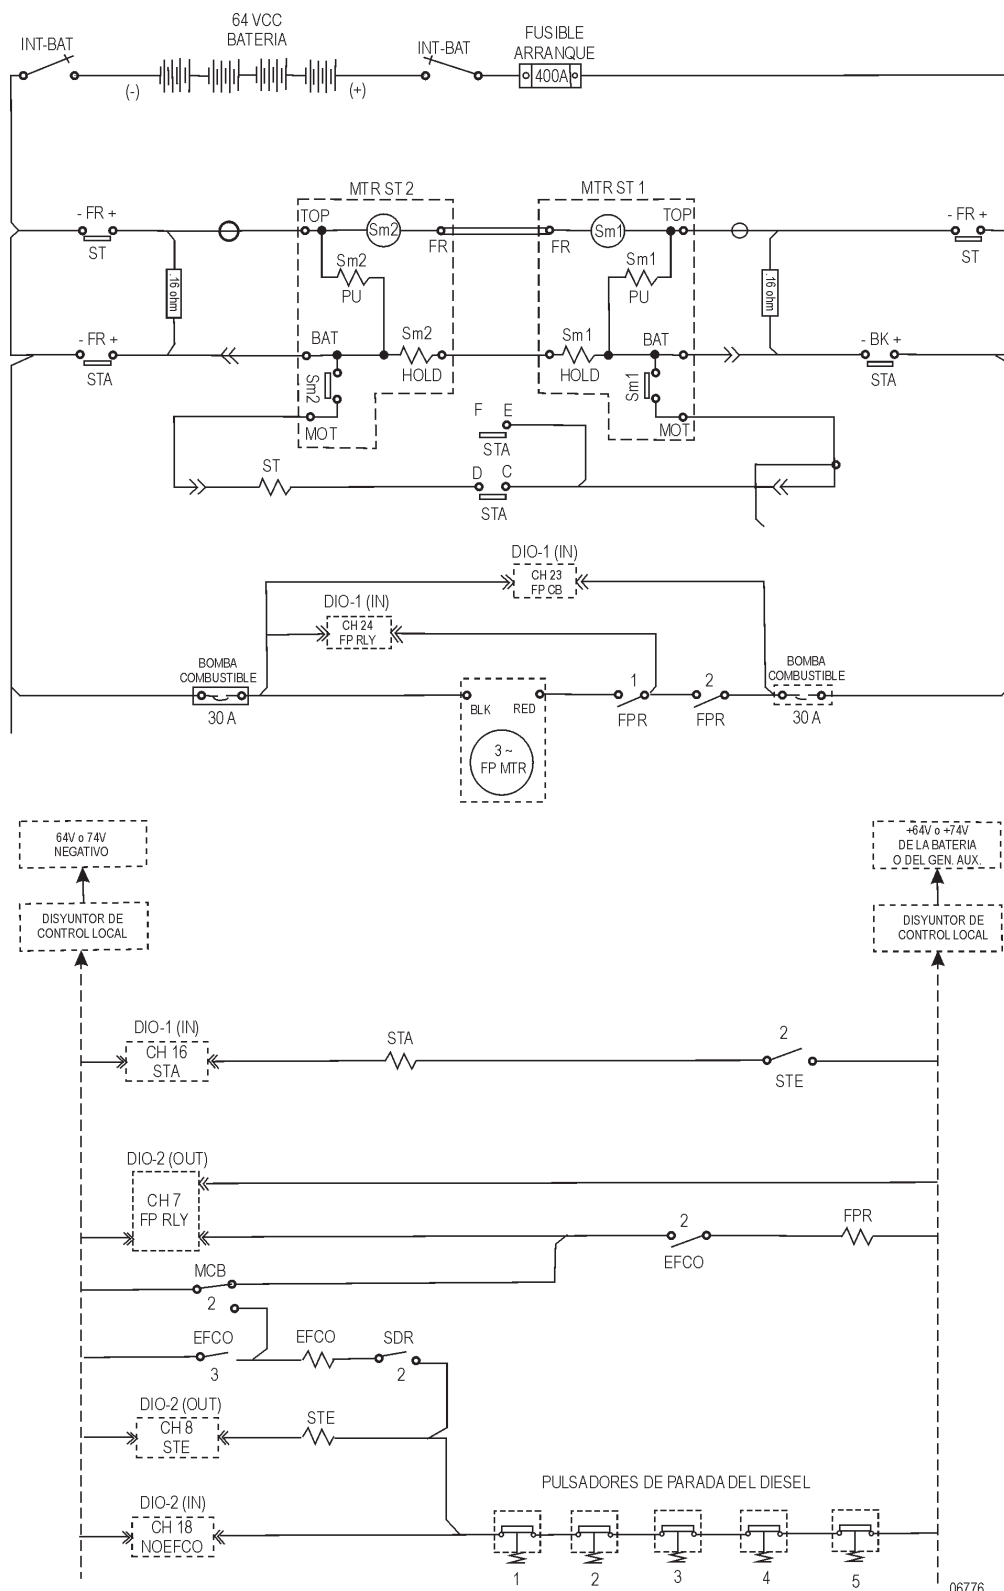 64 VCC
BATERIA
INT-BAT
INT-BAT
FUSIBLE
ARRANQUE
400A
(-)
(+)
MTR ST 2
MTR ST 1
- FR +
ST
TOP
Sm2
FR
FR
Sm1
TOP
- FR +
ST
.16 ohm
Sm2
PU
Sm1
PU
.16 ohm
- FR +
STA
BAT
Sm2
HOLD
Sm1
HOLD
BAT
- BK +
STA
Sm2
Sm1
MOT
MOT
F E
STA
ST
D C
STA
DIO-1 (IN)
CH 23
FP CB
DIO-1 (IN)
CH 24
FP RLY
BOMBA
COMBUSTIBLE
30 A
BLK
RED
3 ~
FP MTR
1
FPR
2
FPR
BOMBA
COMBUSTIBLE
30 A
64V o 74V
NEGATIVO
+64V o +74V
DE LA BATERIA
O DEL GEN. AUX.
DISYUNTOR DE
CONTROL LOCAL
DISYUNTOR DE
CONTROL LOCAL
DIO-1 (IN)
CH 16
STA
STA
2
STE
DIO-2 (OUT)
CH 7
FP RLY
2
EFCO
FPR
MCB
2
EFCO
3
EFCO
SDR
2
DIO-2 (OUT)
CH 8
STE
STE
PULSADORES DE PARADA DEL DIESEL
DIO-2 (IN)
CH 18
NOEFCO
1
2
3
4
5
06776